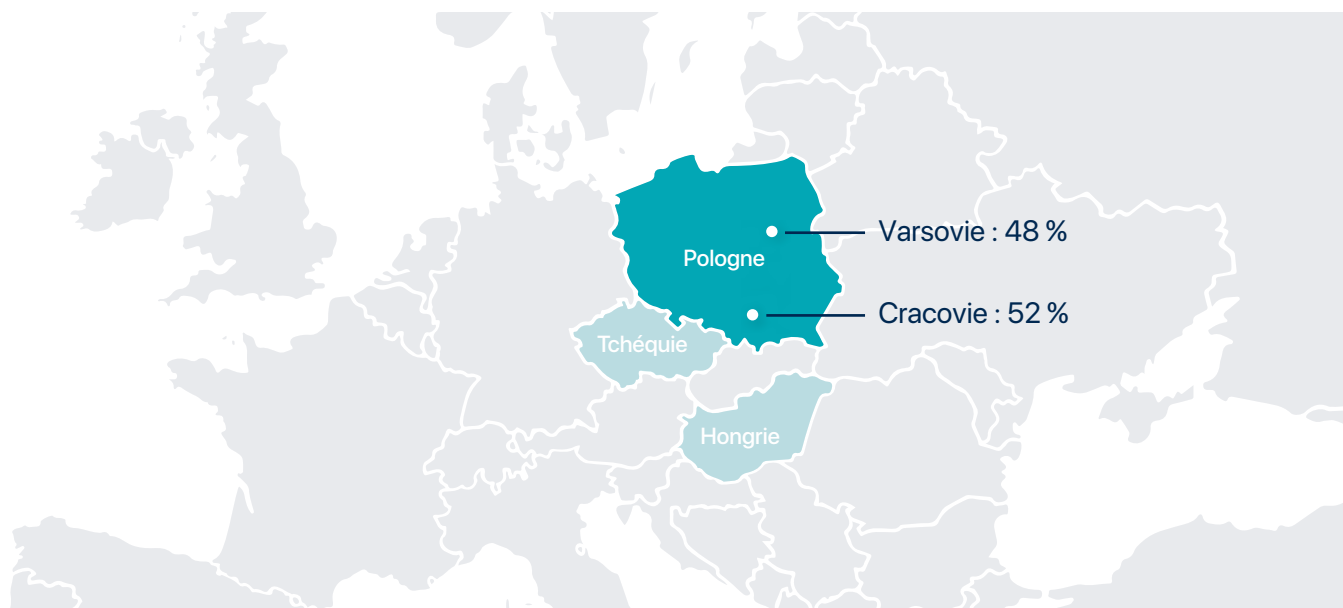 Varsovie : 48 %
Pologne
Cracovie : 52 %
Tchéquie
Hongrie